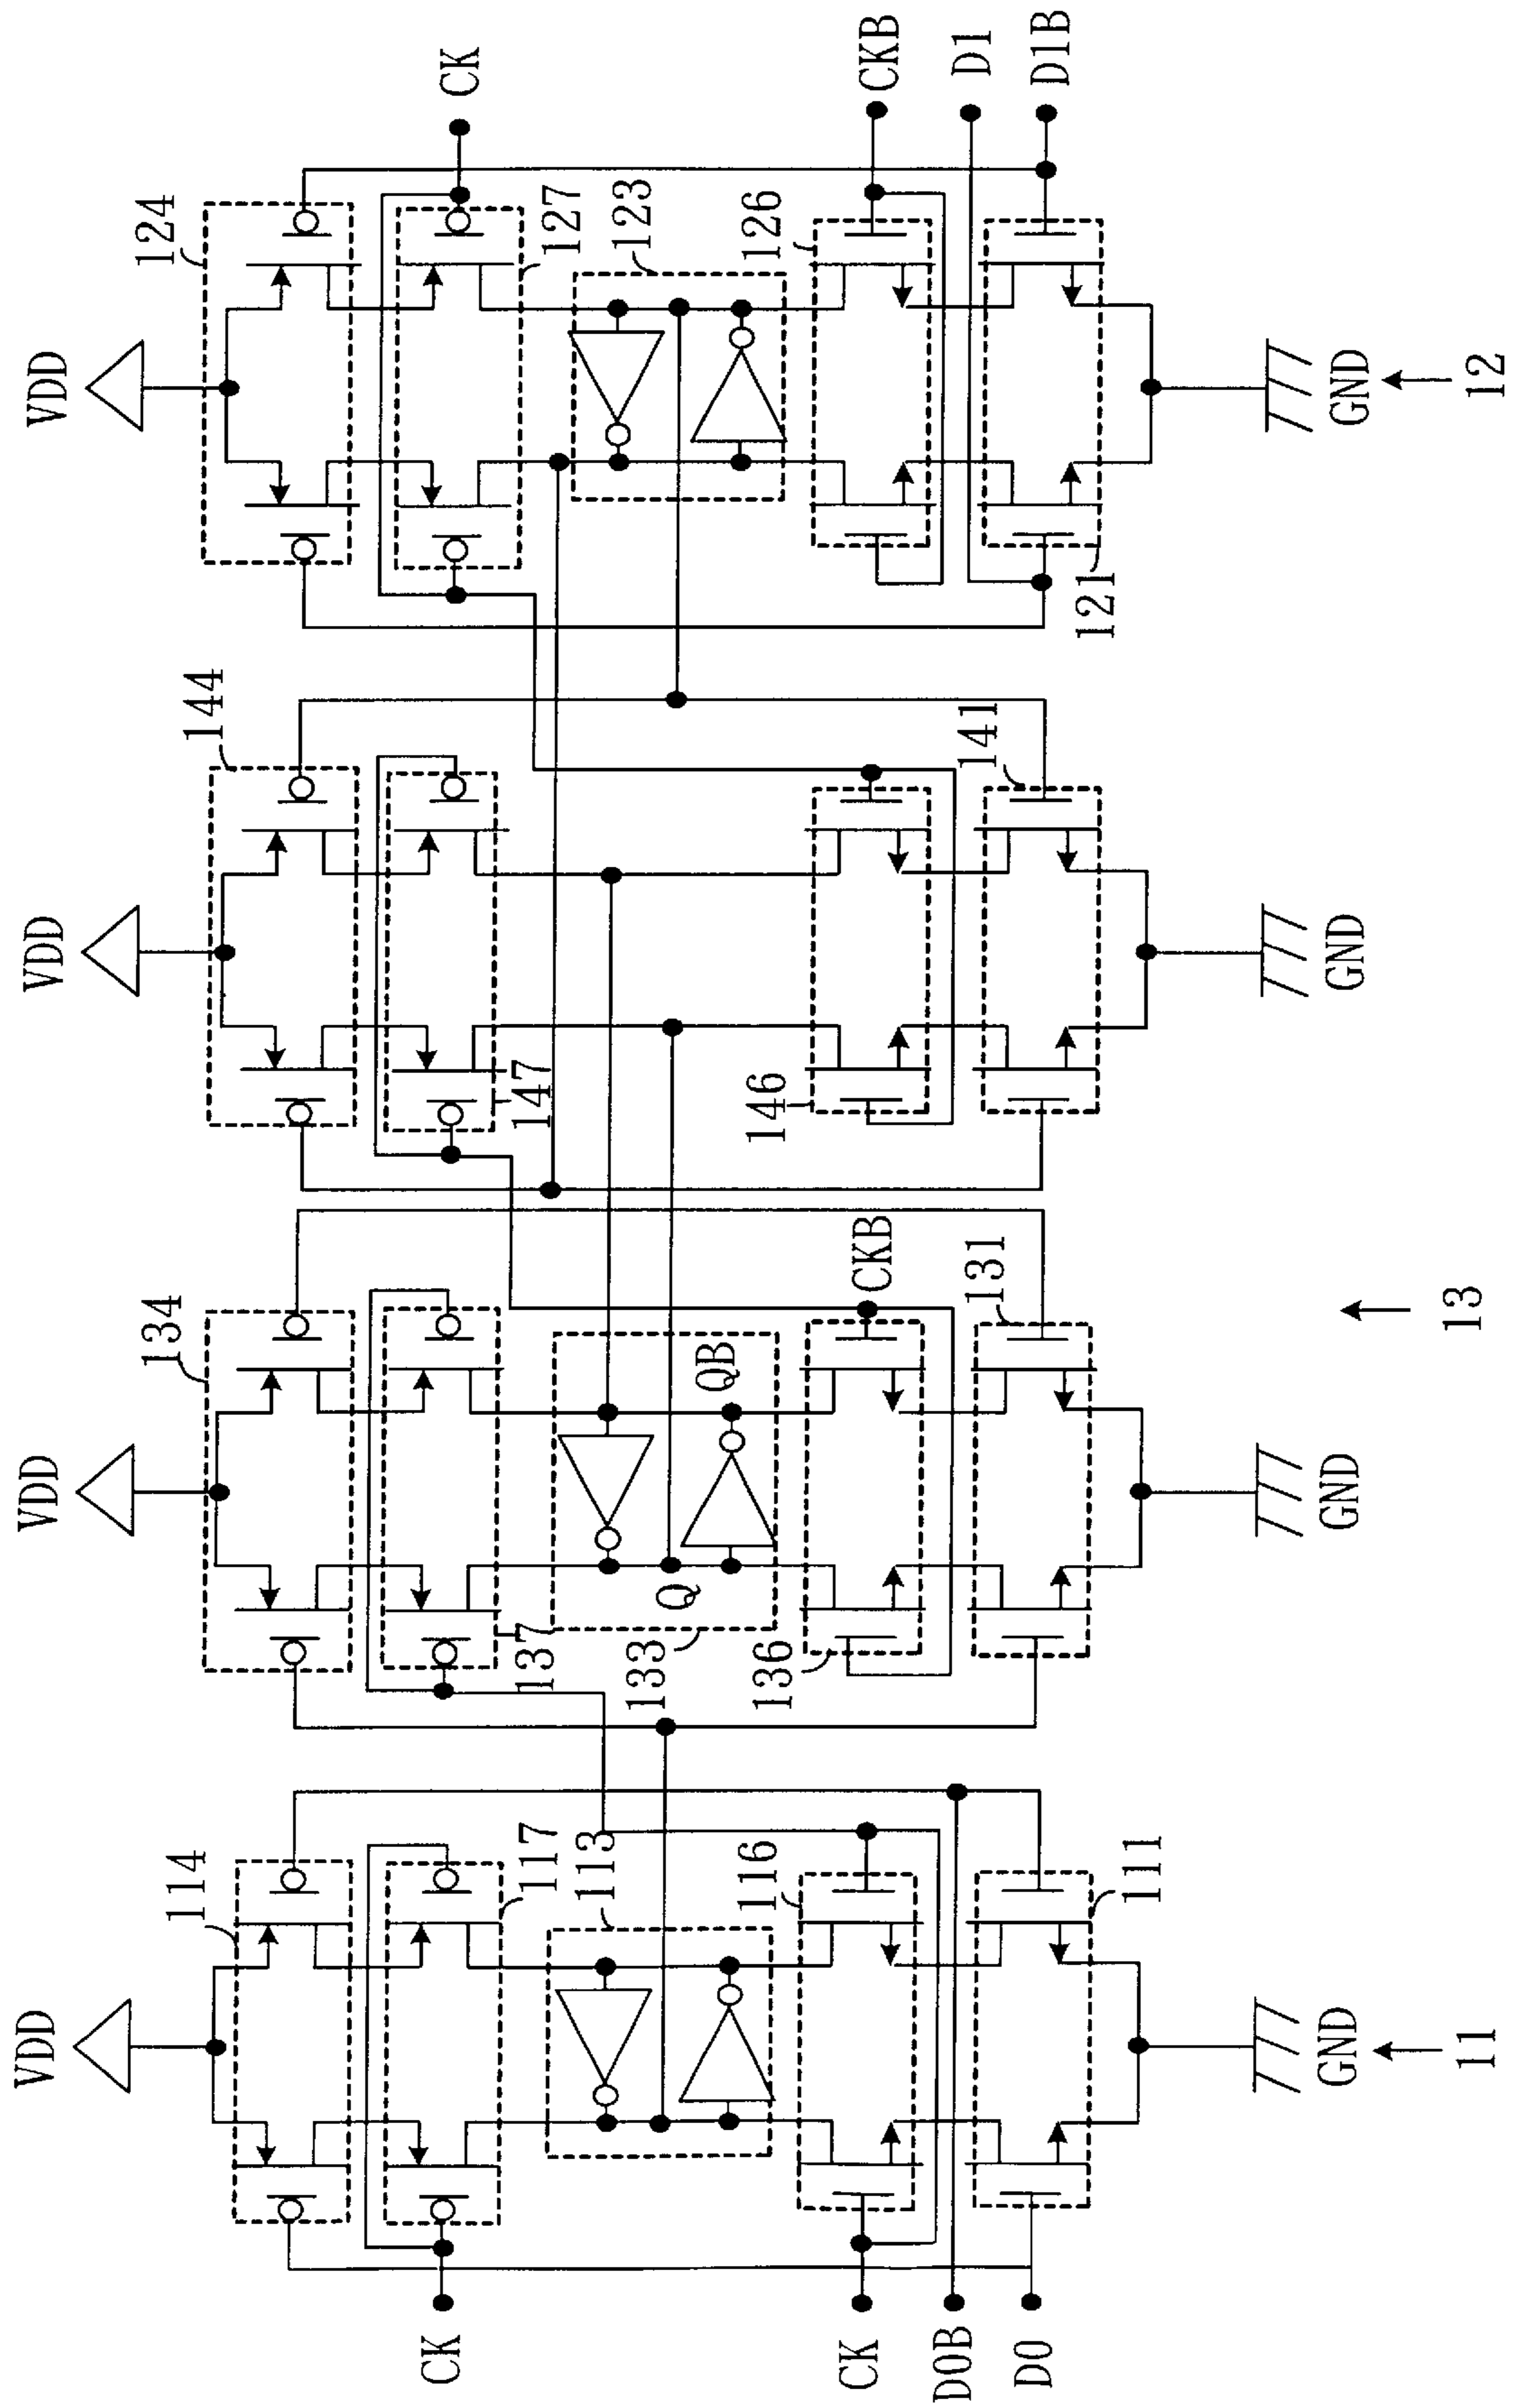 VDD
VDD
VDD
VDD
114
134
144
124
CK
CK
117
137
147
127
113
133
123
Q
QB
116
136
146
126
CK
CKB
CKB
D0B
D1
131
141
D0
D1B
111
121
GND
GND
GND
GND
11
13
12